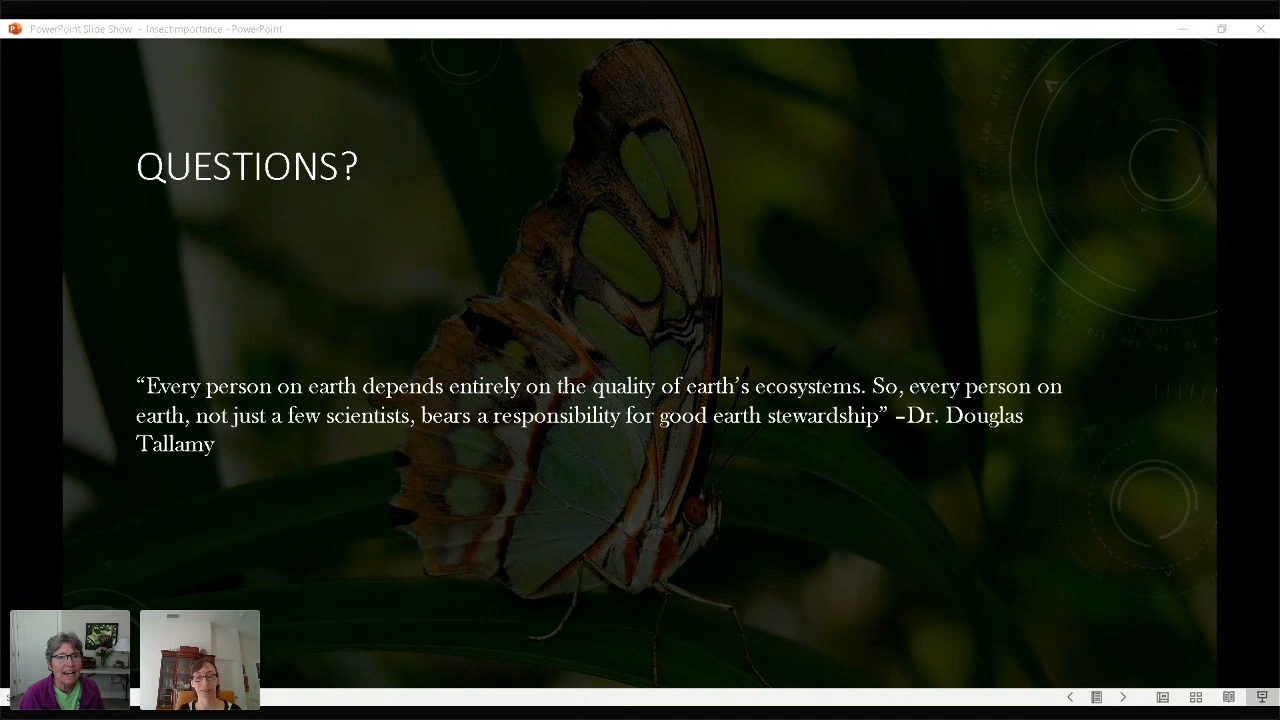 PowerPoint Slide Show - InsectImportance - PowerPoint
QUESTIONS?
“Every person on earth depends entirely on the quality of earth’s ecosystems. So, every person on
earth, not just a few scientists, bears a responsibility for good earth stewardship” –Dr. Douglas
Tallamy